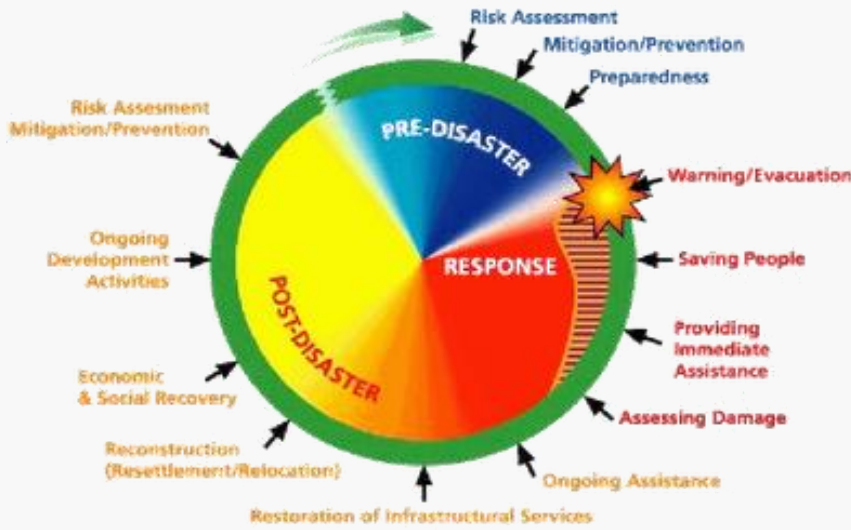 Risk Assessment
Mitigation/Prevention
Preparedness
PRE-DISASTER
Warning/Evacuation
RESPONSE
Saving People
Providing
Immediate
Assistance
Assessing Damage
Ongoing Assistance
Restoration of Infrastructural Services
Reconstruction
(Resettlement/Relocation)
Economic
& Social Recovery
POST-DISASTER
Ongoing
Development
Activities
Risk Assesment
Mitigation/Prevention